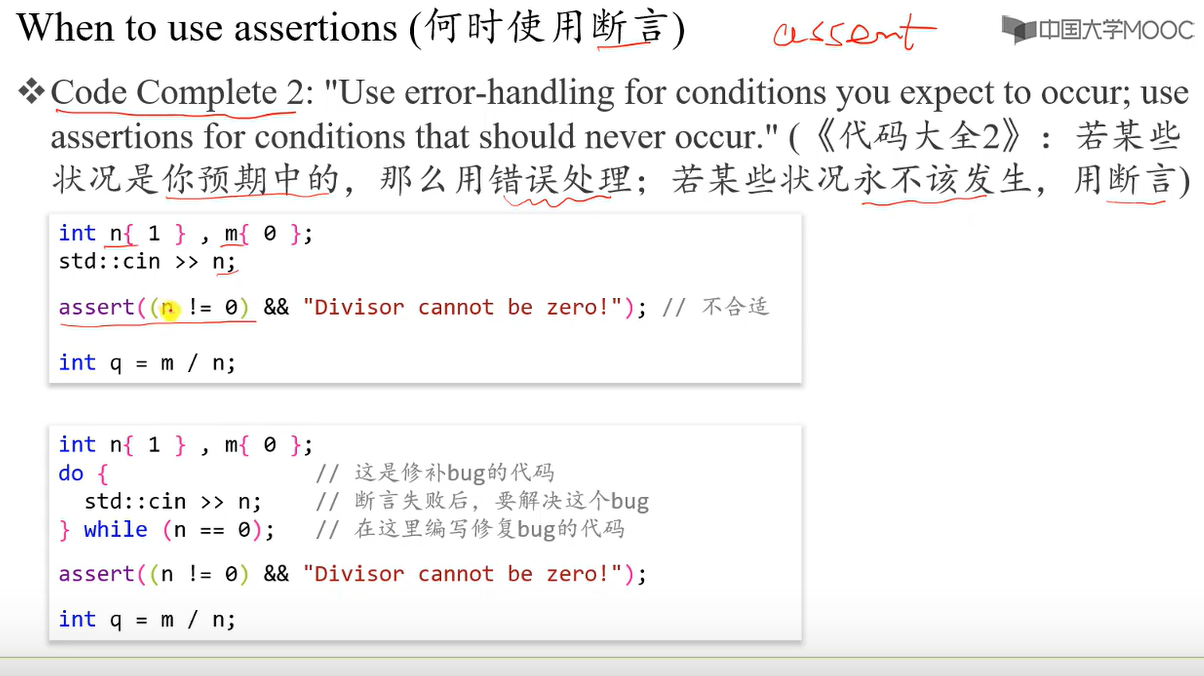 When to use assertions (何时使用断言)
assert
中国大学MOOC
❖Code Complete 2: "Use error-handling for conditions you expect to occur; use
assertions for conditions that should never occur." (《代码大全2》：若某些
状况是你预期中的，那么用错误处理；若某些状况永不该发生，用断言)
int n{ 1 } , m{ 0 };
std::cin >> n;
assert((n != 0) && "Divisor cannot be zero!"); // 不合适
int q = m / n;
int n{ 1 } , m{ 0 };
do { // 这是修补bug的代码
std::cin >> n; // 断言失败后，要解决这个bug
} while (n == 0); // 在这里编写修复bug的代码
assert((n != 0) && "Divisor cannot be zero!");
int q = m / n;